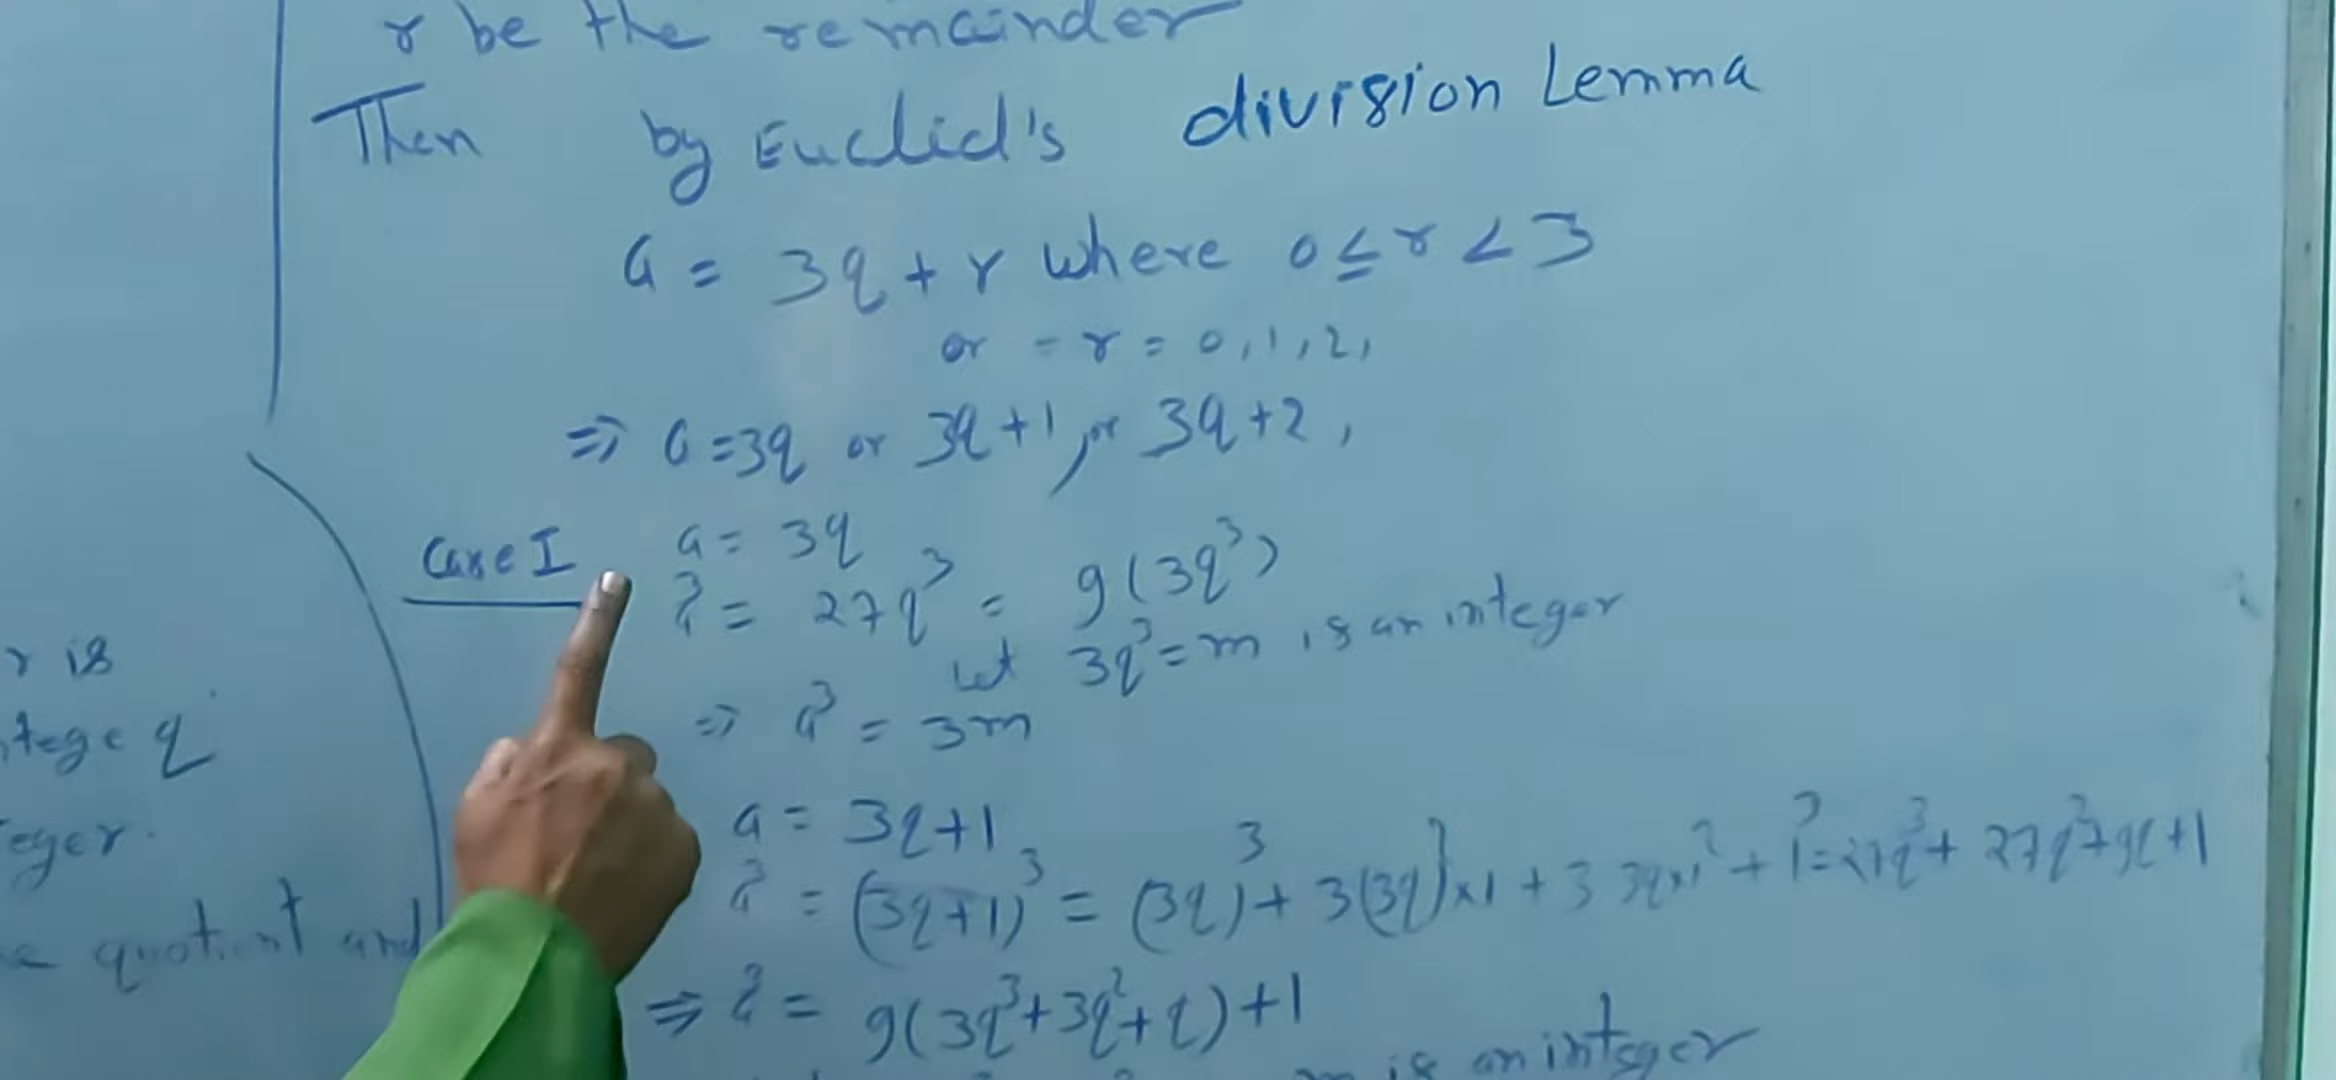 r is
ntege q
eger.
e quotient and
r be the remainder
Then by Euclid's division Lemma
a = 3q + r where 0 ≤ r < 3
or - r = 0, 1, 2,
⇒ a = 3q or 3q + 1, or 3q + 2,
Case I a = 3q
a³ = 27q³ = 9(3q³)
let 3q³ = m is an integer
⇒ a³ = 3m
a = 3q+1
a³ = (3q+1)³ = (3q)³ + 3(3q)²×1 + 3 3q×1² + 1³ = 27q³ + 27q² + 9q + 1
⇒ a³ = 9(3q³+3q²+q)+1
m is an integer